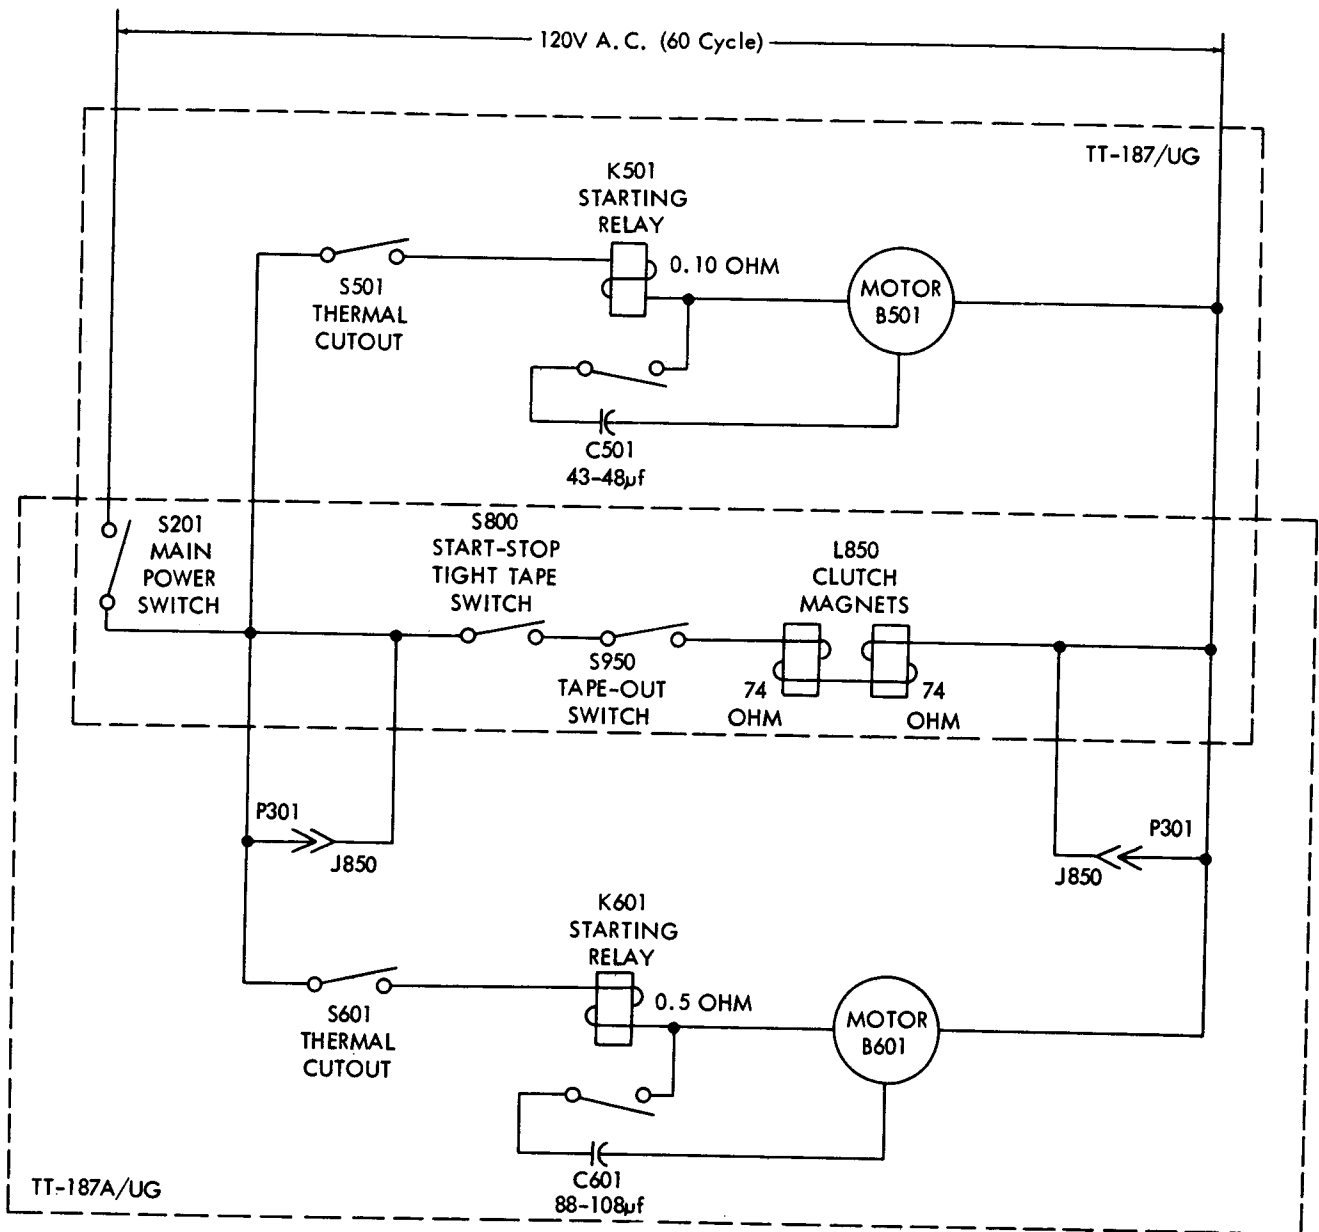 120V A.C. (60 Cycle)
TT-187/UG
K501
STARTING
RELAY
0.10 OHM
S501
THERMAL
CUTOUT
MOTOR
B501
C501
43-48µf
S201
MAIN
POWER
SWITCH
S800
START-STOP
TIGHT TAPE
SWITCH
L850
CLUTCH
MAGNETS
S950
TAPE-OUT
SWITCH
74
OHM
74
OHM
P301
J850
P301
J850
K601
STARTING
RELAY
0.5 OHM
S601
THERMAL
CUTOUT
MOTOR
B601
C601
88-108µf
TT-187A/UG